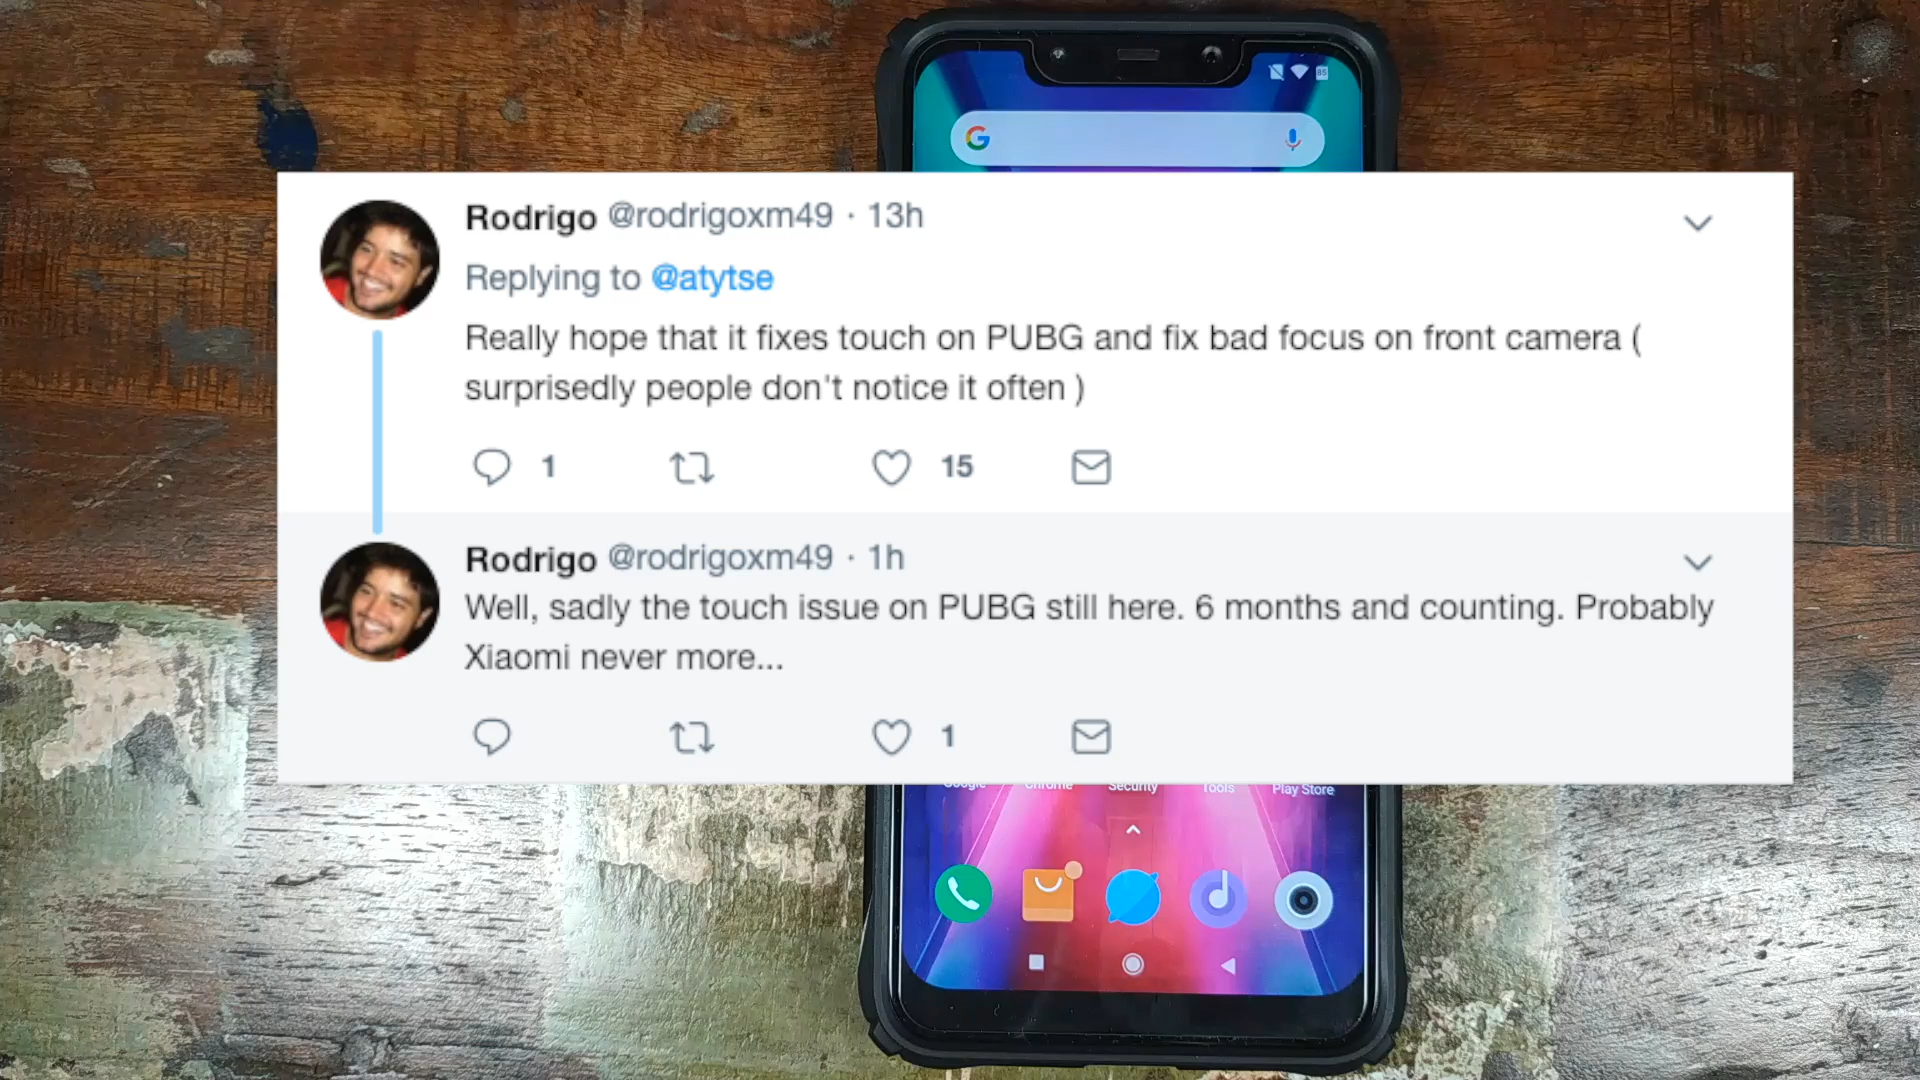 85
G
Rodrigo @rodrigoxm49 · 13h
Replying to @atytse
Really hope that it fixes touch on PUBG and fix bad focus on front camera (
surprisedly people don't notice it often )
1 15
Rodrigo @rodrigoxm49 · 1h
Well, sadly the touch issue on PUBG still here. 6 months and counting. Probably
Xiaomi never more...
1
Google Chrome Security Tools Play Store